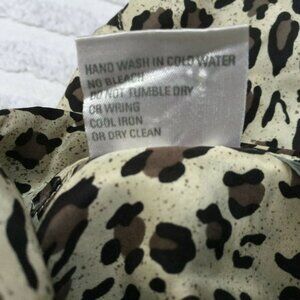 HAND WASH IN COLD WATER
NO BLEACH
DO NOT TUMBLE DRY
OR WRING
COOL IRON
OR DRY CLEAN